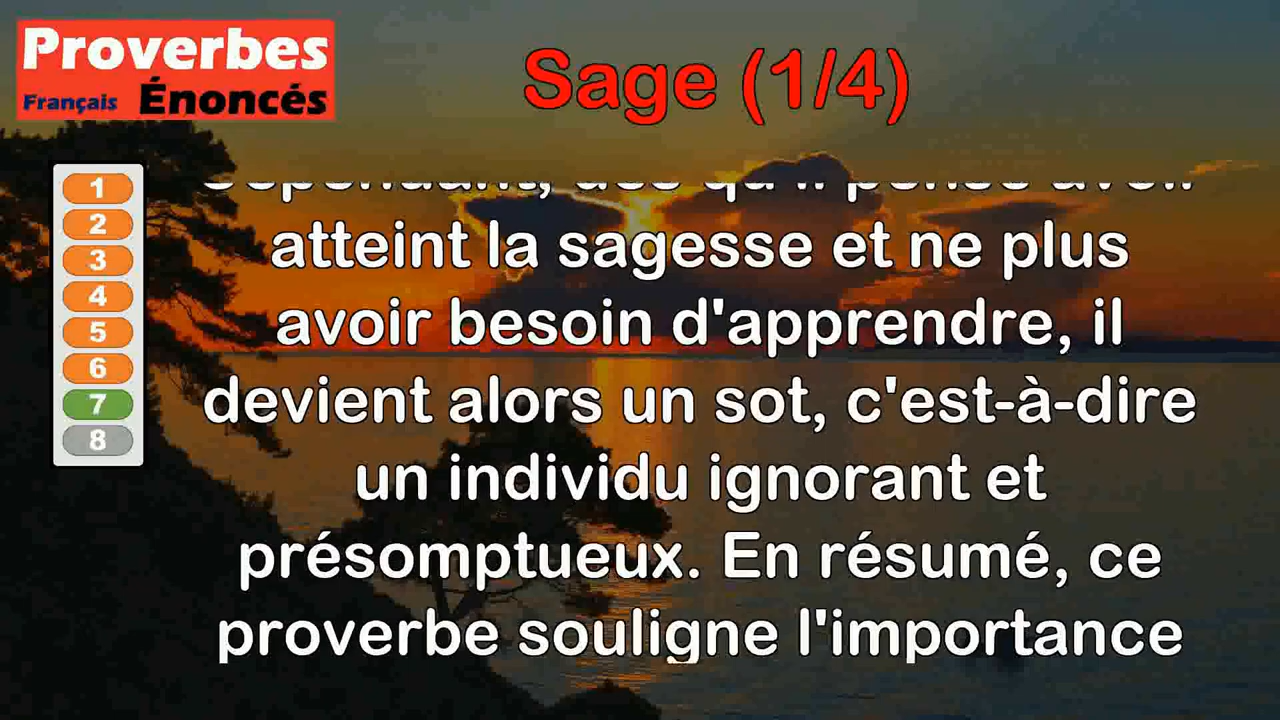 Proverbes
Français Énoncés
Sage (1/4)
1
2
3
4
5
6
7
8
atteint la sagesse et ne plus
avoir besoin d'apprendre, il
devient alors un sot, c'est-à-dire
un individu ignorant et
présomptueux. En résumé, ce
proverbe souligne l'importance